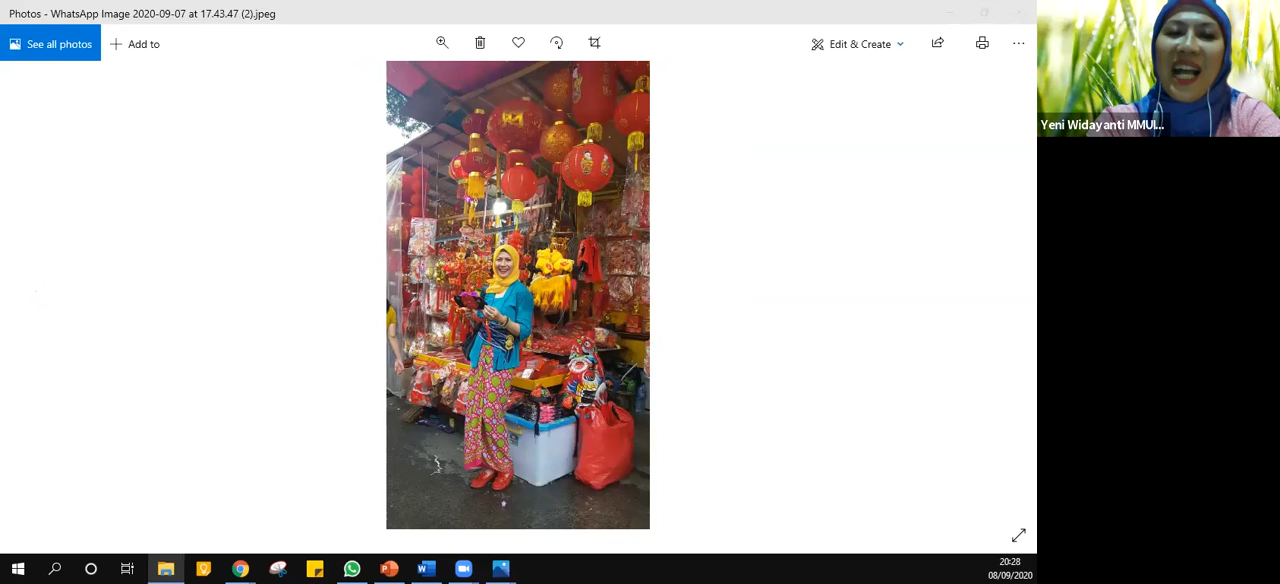 Photos - WhatsApp Image 2020-09-07 at 17.43.47 (2).jpeg
See all photos
Add to
Edit & Create
Yeni Widayanti MMUI...
20:28
08/09/2020